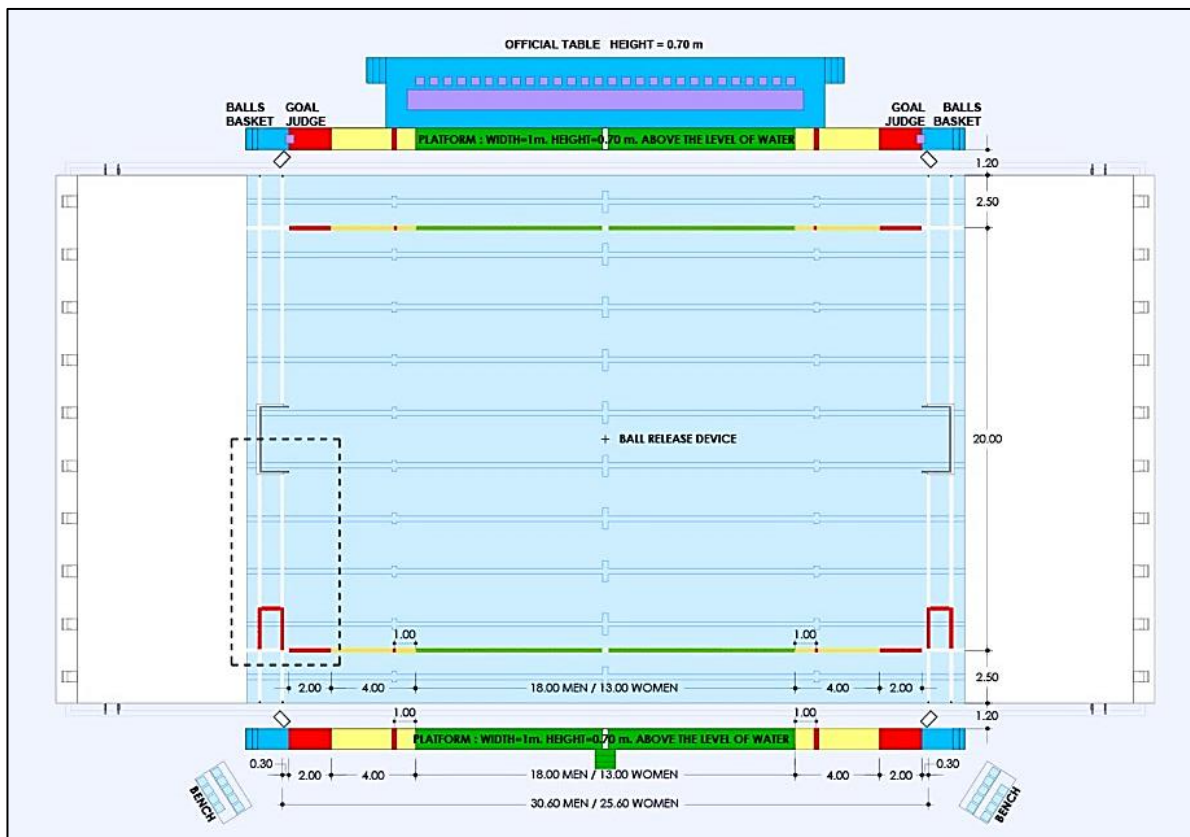 OFFICIAL TABLE HEIGHT = 0.70 m
BALLS BASKET
GOAL JUDGE
GOAL JUDGE
BALLS BASKET
PLATFORM : WIDTH=1m. HEIGHT=0.70 m. ABOVE THE LEVEL OF WATER
1.20
2.50
BALL RELEASE DEVICE
20.00
1.00
1.00
2.00
4.00
18.00 MEN / 13.00 WOMEN
4.00
2.00
2.50
1.00
1.00
1.20
PLATFORM : WIDTH=1m. HEIGHT=0.70 m. ABOVE THE LEVEL OF WATER
0.30
2.00
4.00
18.00 MEN / 13.00 WOMEN
4.00
2.00
0.30
BENCH
30.60 MEN / 25.60 WOMEN
BENCH